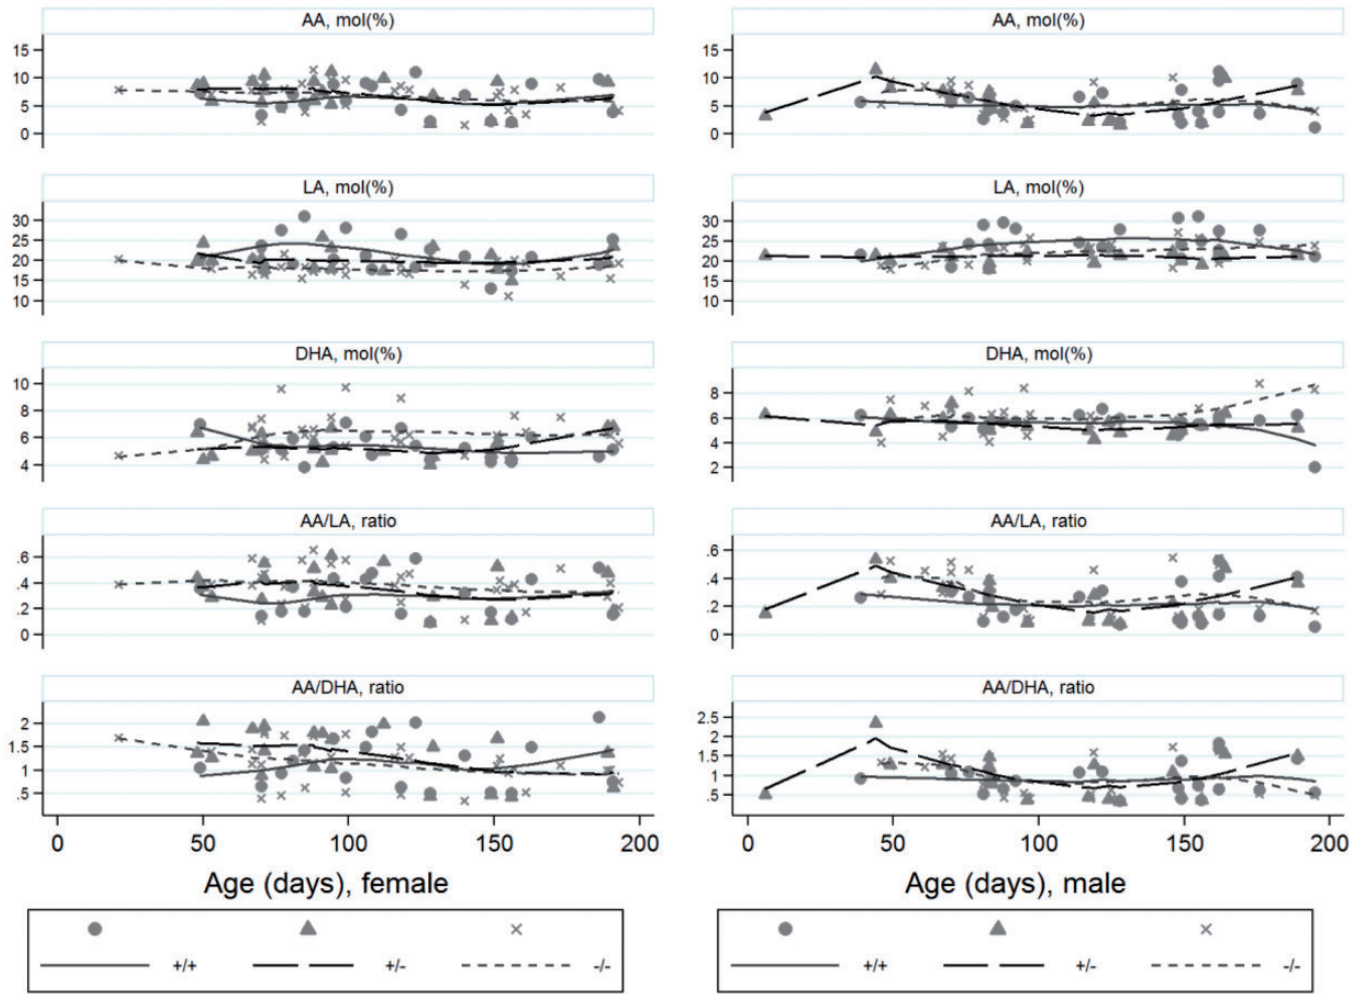 AA, mol(%)
15
10
5
0
LA, mol(%)
30
25
20
15
10
DHA, mol(%)
10
8
6
4
AA/LA, ratio
.6
.4
.2
0
AA/DHA, ratio
2
1.5
1
.5
0 50 100 150 200
Age (days), female
+/+ +/- -/-
AA, mol(%)
15
10
5
0
LA, mol(%)
30
25
20
15
10
DHA, mol(%)
8
6
4
2
AA/LA, ratio
.6
.4
.2
0
AA/DHA, ratio
2.5
2
1.5
1
.5
0 50 100 150 200
Age (days), male
+/+ +/- -/-